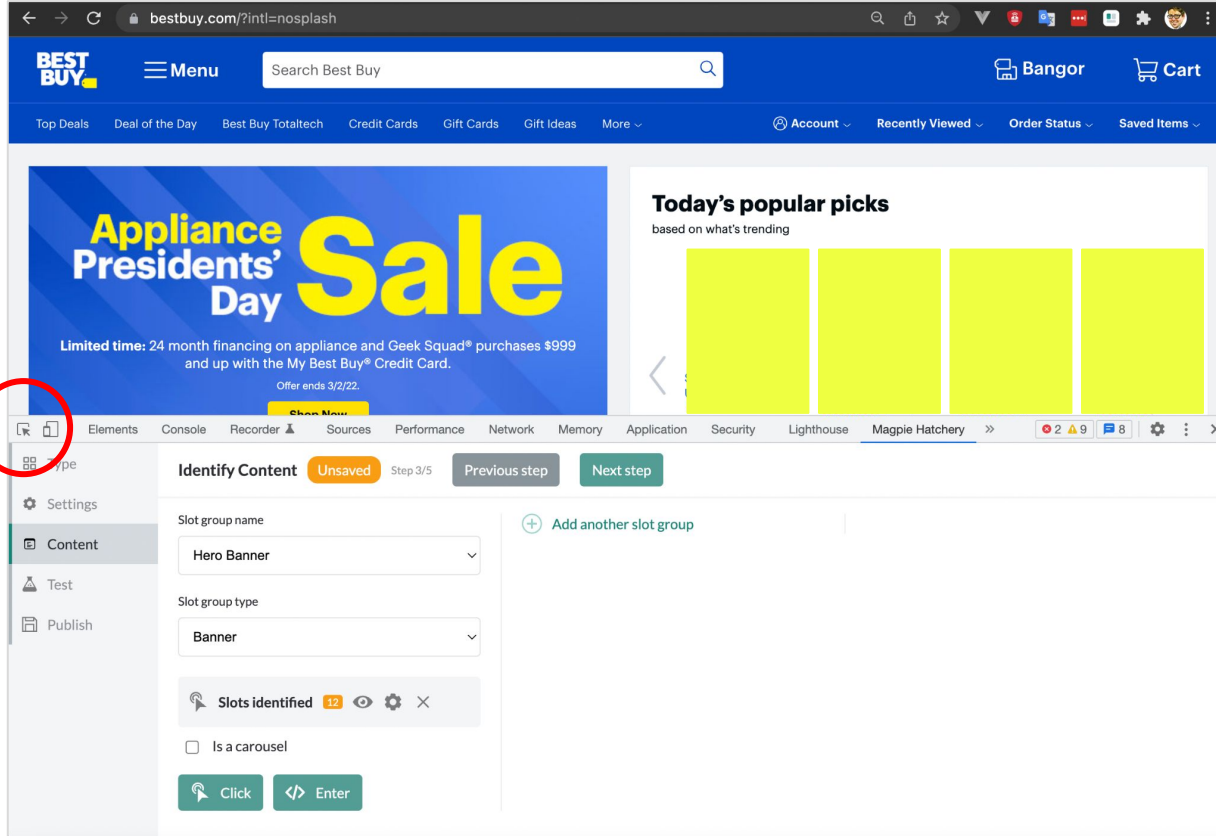 bestbuy.com/?intl=nosplash
BEST
BUY
Menu
Search Best Buy
Bangor
Cart
Top Deals Deal of the Day Best Buy Totaltech Credit Cards Gift Cards Gift Ideas More Account Recently Viewed Order Status Saved Items
Appliance
Presidents'
Day
Sale
Limited time: 24 month financing on appliance and Geek Squad® purchases $999
and up with the My Best Buy® Credit Card.
Offer ends 3/2/22.
Shop Now
Today's popular picks
based on what's trending
Elements Console Recorder Sources Performance Network Memory Application Security Lighthouse Magpie Hatchery » 2 9 8
Type
Settings
Content
Test
Publish
Identify Content Unsaved Step 3/5 Previous step Next step
Slot group name
Hero Banner
Slot group type
Banner
Slots identified 12
Is a carousel
Click </> Enter
Add another slot group